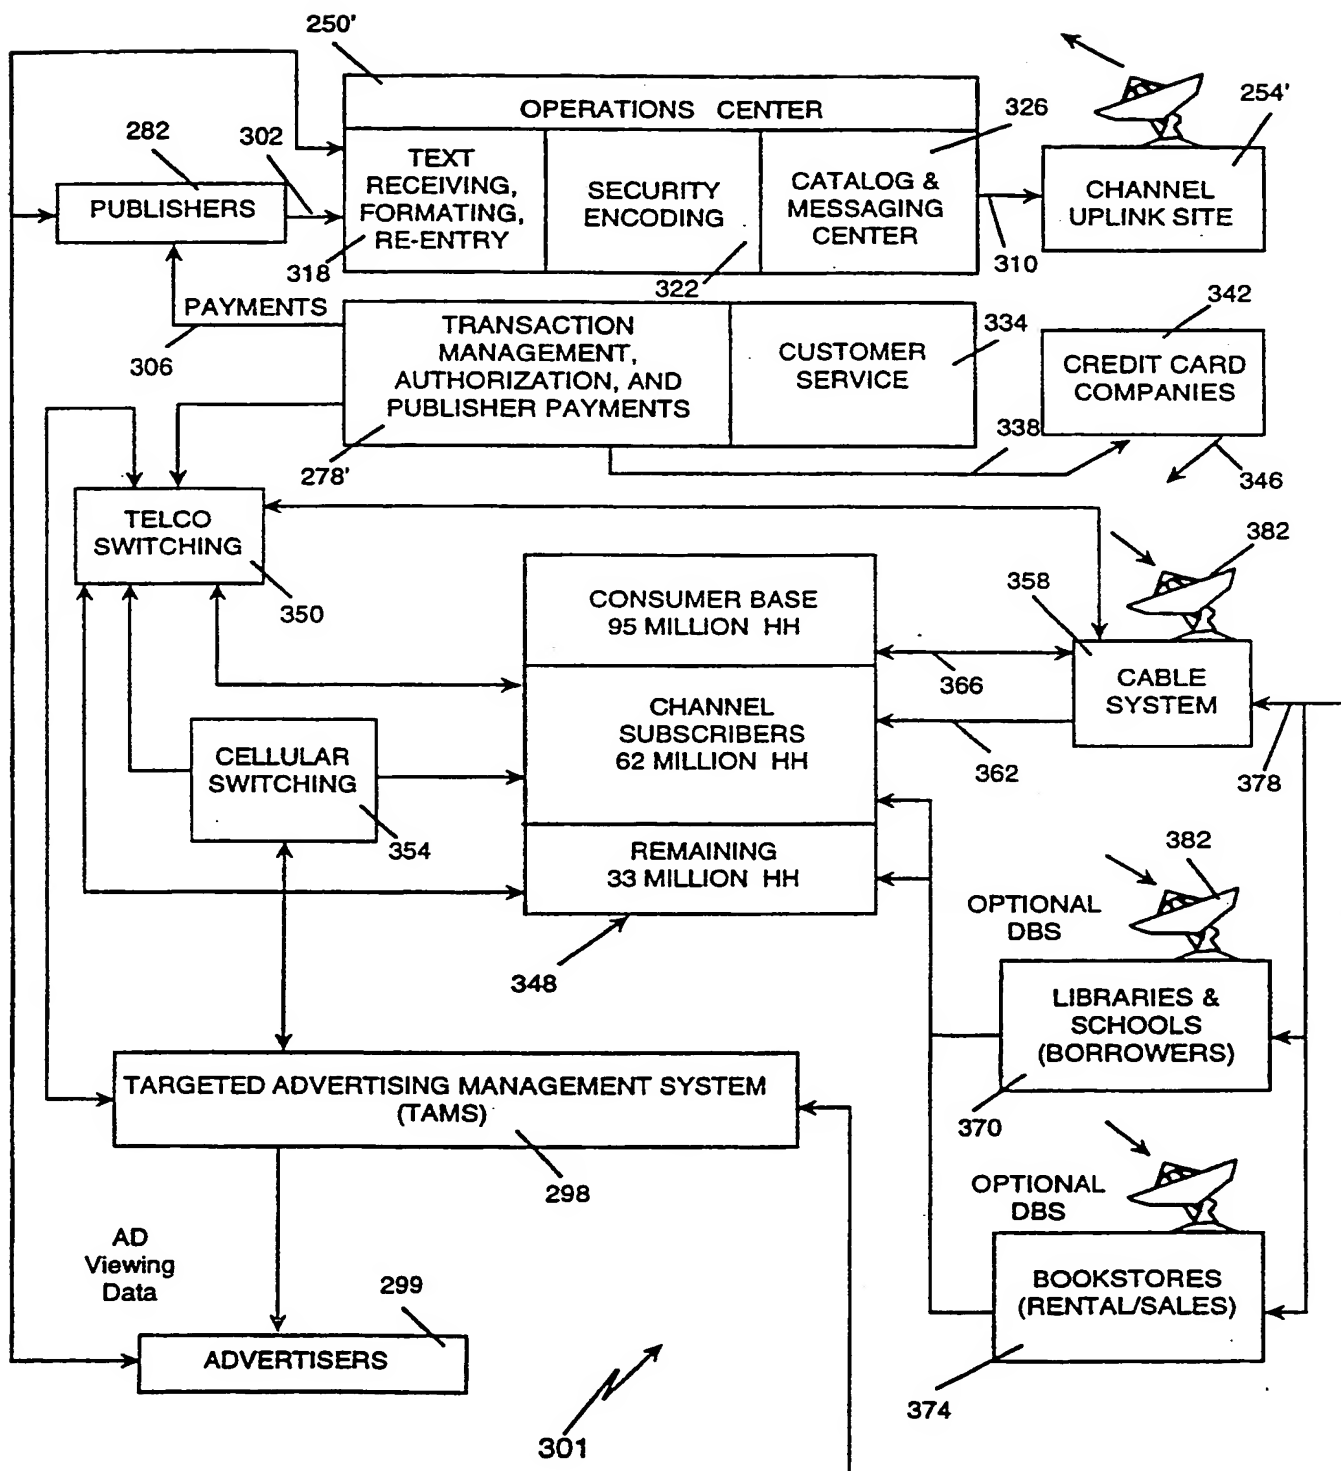 250'
OPERATIONS CENTER
326
254'
282
302
TEXT
RECEIVING,
FORMATING,
RE-ENTRY
318
SECURITY
ENCODING
322
CATALOG &
MESSAGING
CENTER
310
CHANNEL
UPLINK SITE
PUBLISHERS
PAYMENTS
306
TRANSACTION
MANAGEMENT,
AUTHORIZATION, AND
PUBLISHER PAYMENTS
278'
CUSTOMER
SERVICE
334
338
342
CREDIT CARD
COMPANIES
346
TELCO
SWITCHING
350
CONSUMER BASE
95 MILLION HH
358
382
366
CABLE
SYSTEM
CHANNEL
SUBSCRIBERS
62 MILLION HH
362
378
CELLULAR
SWITCHING
354
REMAINING
33 MILLION HH
348
382
OPTIONAL
DBS
LIBRARIES &
SCHOOLS
(BORROWERS)
370
TARGETED ADVERTISING MANAGEMENT SYSTEM
(TAMS)
298
OPTIONAL
DBS
BOOKSTORES
(RENTAL/SALES)
374
AD
Viewing
Data
299
ADVERTISERS
301